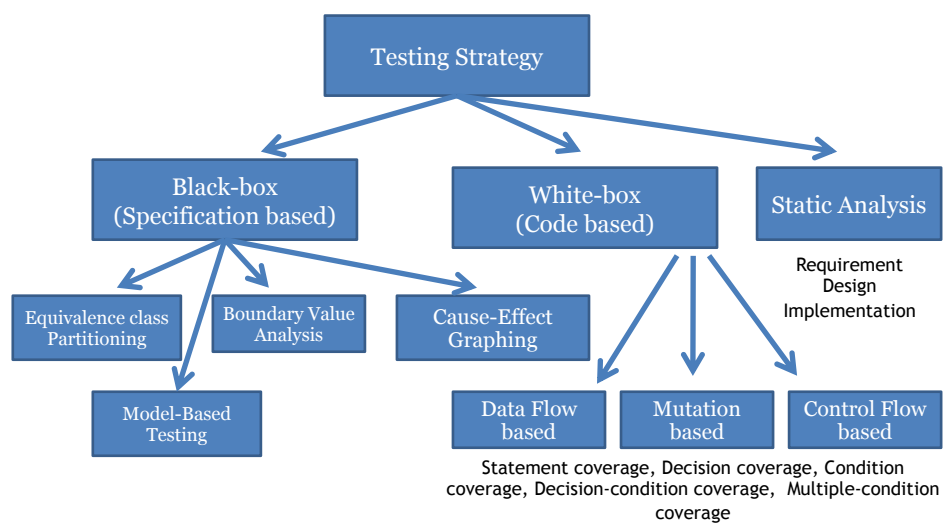 Testing Strategy
Black-box
(Specification based)
White-box
(Code based)
Static Analysis
Requirement
Design
Implementation
Equivalence class
Partitioning
Boundary Value
Analysis
Cause-Effect
Graphing
Model-Based
Testing
Data Flow
based
Mutation
based
Control Flow
based
Statement coverage, Decision coverage, Condition
coverage, Decision-condition coverage, Multiple-condition
coverage